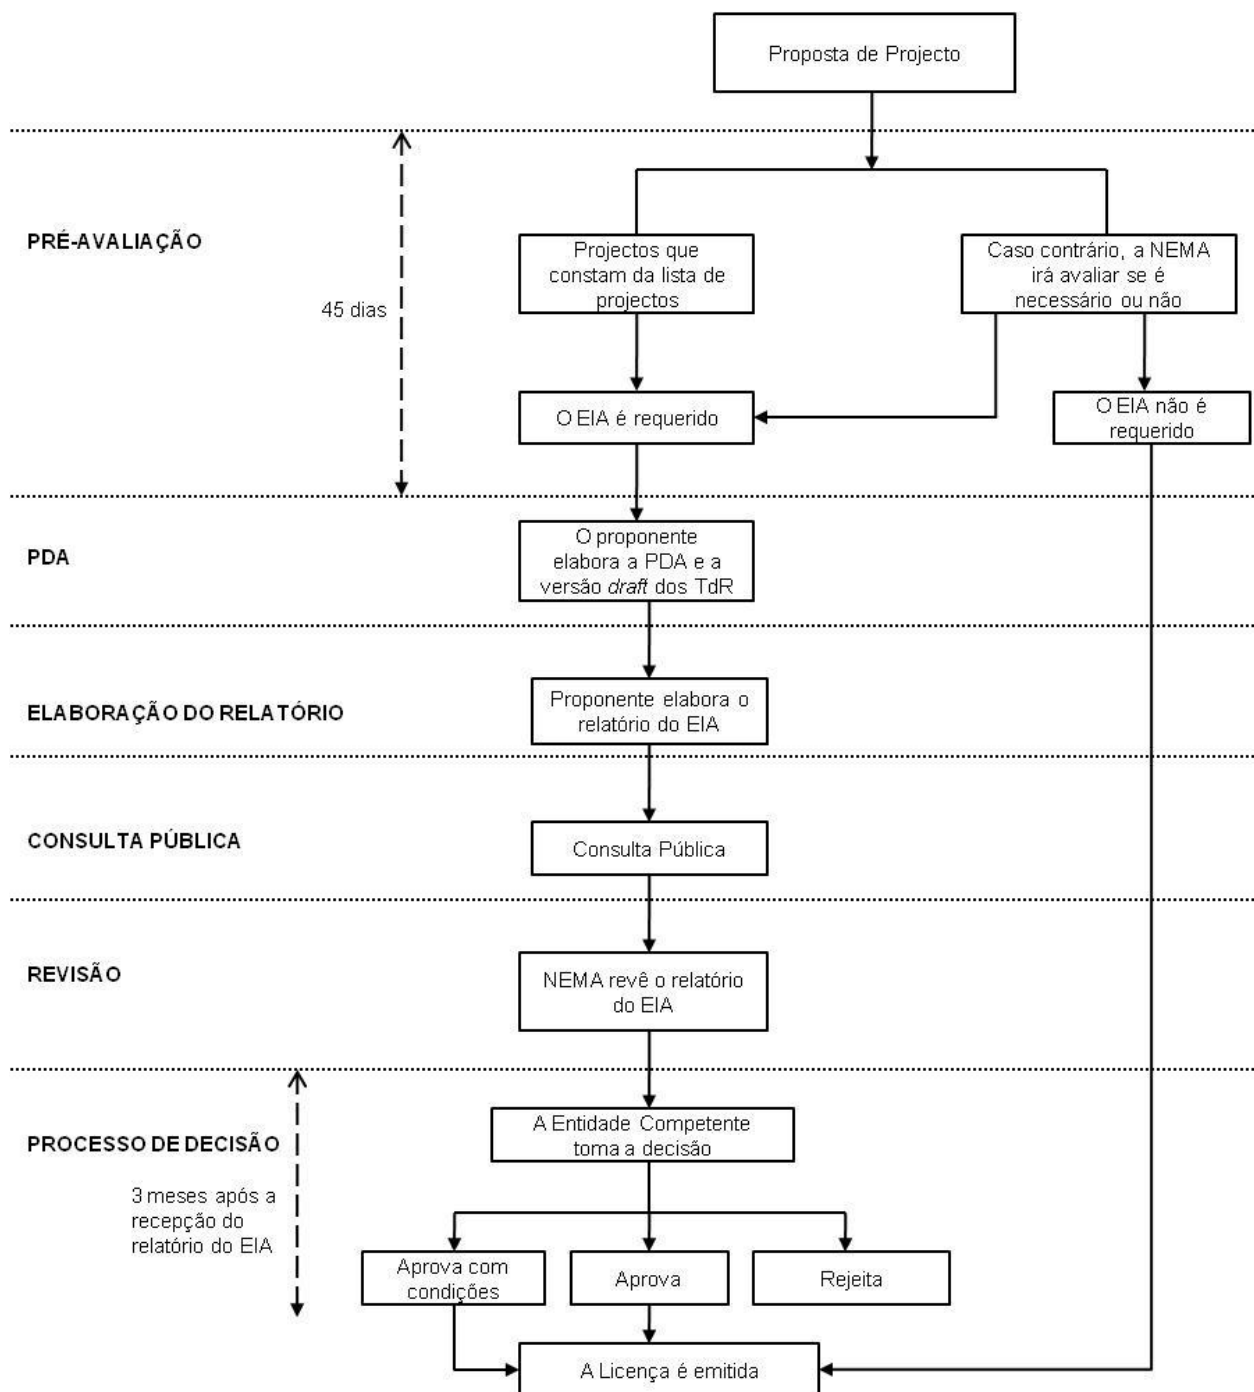 Proposta de Projecto
PRÉ-AVALIAÇÃO
45 dias
Projectos que
constam da lista de
projectos
Caso contrário, a NEMA
irá avaliar se é
necessário ou não
O EIA é requerido
O EIA não é
requerido
PDA
O proponente
elabora a PDA e a
versão draft dos TdR
ELABORAÇÃO DO RELATÓRIO
Proponente elabora o
relatório do EIA
CONSULTA PÚBLICA
Consulta Pública
REVISÃO
NEMA revê o relatório
do EIA
PROCESSO DE DECISÃO
3 meses após a
recepção do
relatório do EIA
A Entidade Competente
toma a decisão
Aprova com
condições
Aprova
Rejeita
A Licença é emitida